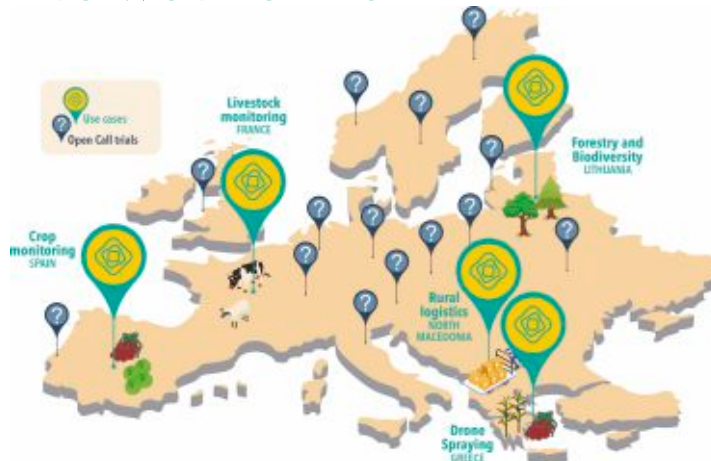 Use cases
Open Call trials
Livestock
monitoring
FRANCE
Forestry and
Biodiversity
LITHUANIA
Crop
monitoring
SPAIN
Rural
logistics
NORTH
MACEDONIA
Drone
Spraying
GREECE